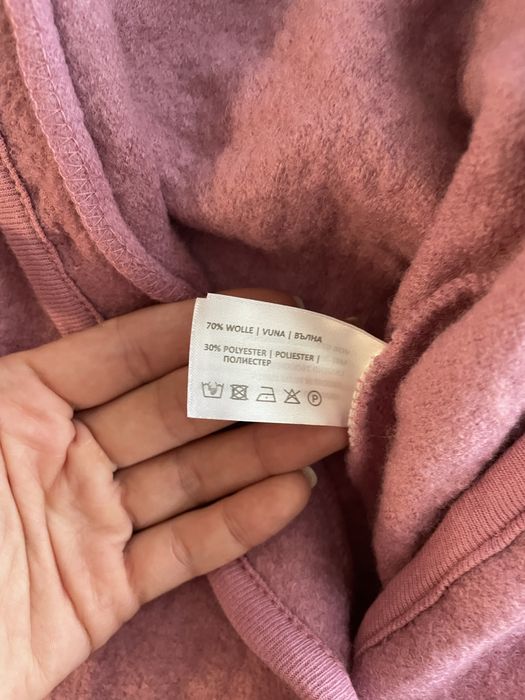 70% WOLLE | VUNA | ВЪЛНА
30% POLYESTER | POLIESTER |
ПОЛИЕСТЕР
P